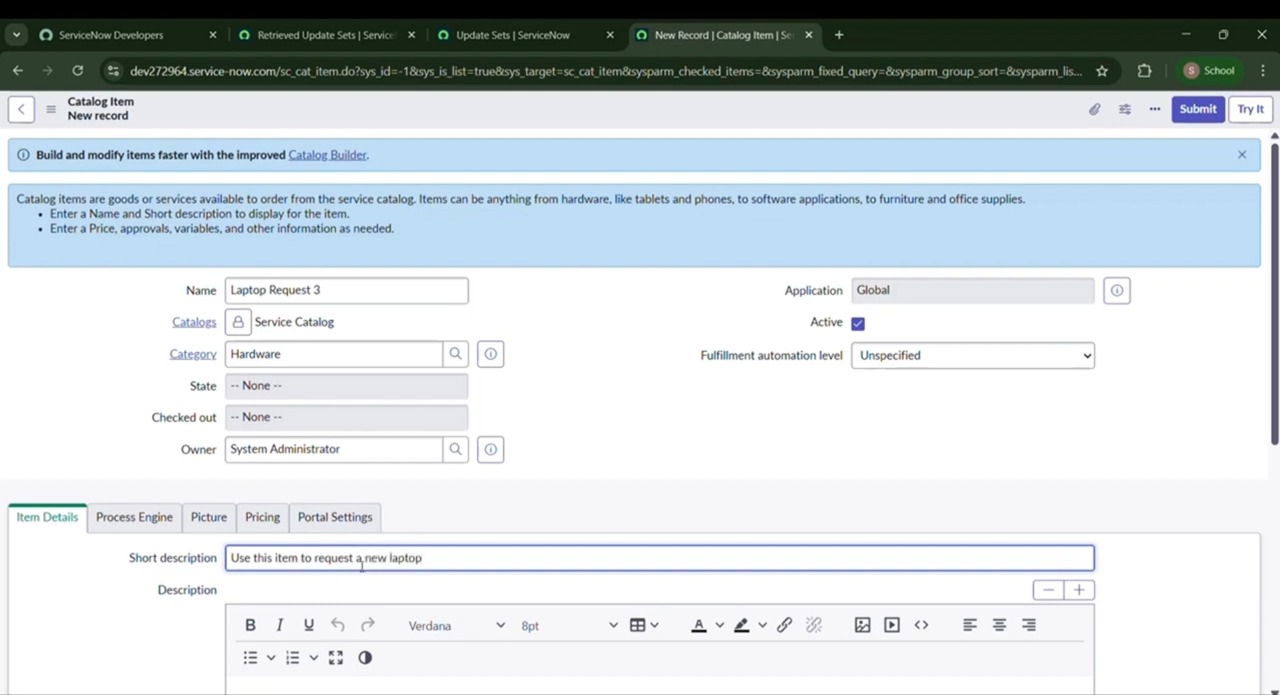 ServiceNow Developers
Retrieved Update Sets | Service
Update Sets | ServiceNow
New Record | Catalog Item | Se
dev272964.service-now.com/sc_cat_item.do?sys_id=-1&sys_is_list=true&sys_target=sc_cat_item&sysparm_checked_items=&sysparm_fixed_query=&sysparm_group_sort=&sysparm_lis...
S School
Catalog Item
New record
Submit
Try It
Build and modify items faster with the improved Catalog Builder.
Catalog items are goods or services available to order from the service catalog. Items can be anything from hardware, like tablets and phones, to software applications, to furniture and office supplies.
• Enter a Name and Short description to display for the item.
• Enter a Price, approvals, variables, and other information as needed.
Name Laptop Request 3
Application Global
Catalogs Service Catalog
Active
Category Hardware
Fulfillment automation level Unspecified
State -- None --
Checked out -- None --
Owner System Administrator
Item Details Process Engine Picture Pricing Portal Settings
Short description Use this item to request a new laptop
Description
B I U Verdana 8pt A